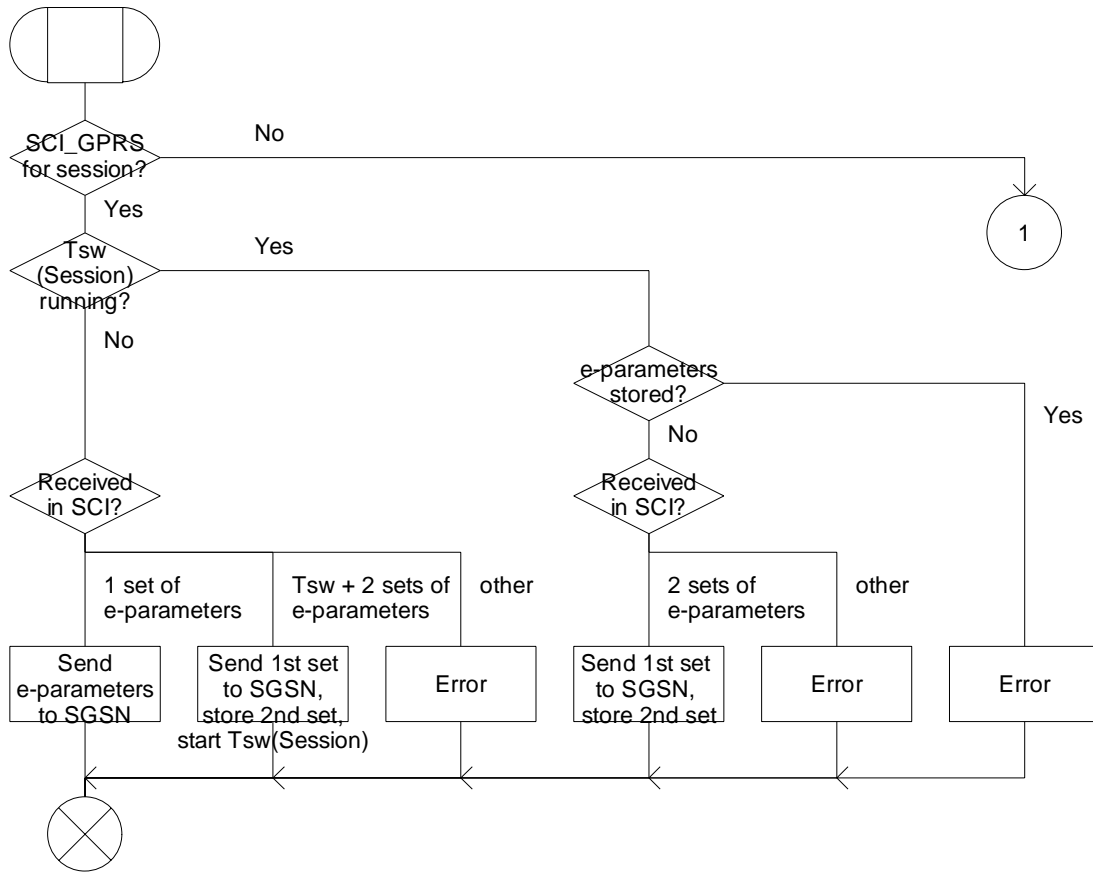 SCI_GPRS
for session?
No
Yes
1
Tsw
(Session)
running?
Yes
No
e-parameters
stored?
Yes
No
Received
in SCI?
Received
in SCI?
1 set of
e-parameters
Tsw + 2 sets of
e-parameters
other
2 sets of
e-parameters
other
Send
e-parameters
to SGSN
Send 1st set
to SGSN,
store 2nd set,
start Tsw(Session)
Error
Send 1st set
to SGSN,
store 2nd set
Error
Error